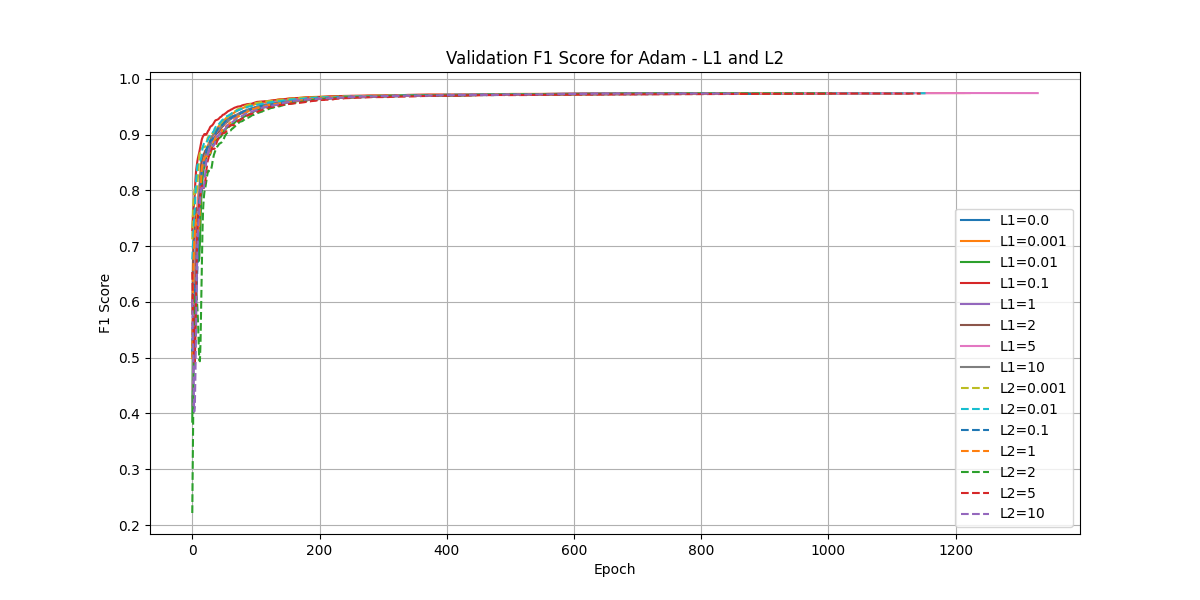 Validation F1 Score for Adam - L1 and L2
1.0
0.9
0.8
0.7
0.6
0.5
0.4
0.3
0.2
F1 Score
0
200
400
600
800
1000
1200
Epoch
L1=0.0
L1=0.001
L1=0.01
L1=0.1
L1=1
L1=2
L1=5
L1=10
L2=0.001
L2=0.01
L2=0.1
L2=1
L2=2
L2=5
L2=10